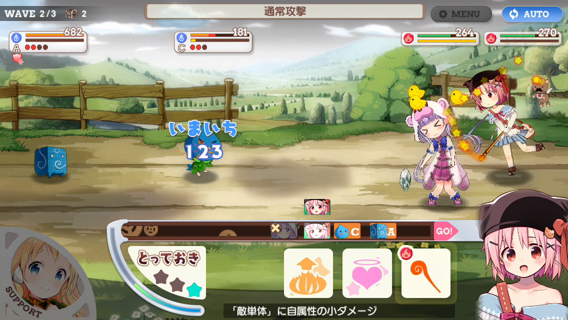 WAVE 2/3 2
通常攻撃
MENU
AUTO
682
A
181
C
264
270
いまいち
123
C
A
GO!
とっておき
SUPPORT
「敵単体」に自属性の小ダメージ